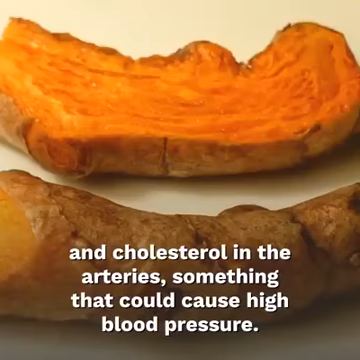 and cholesterol in the
arteries, something
that could cause high
blood pressure.